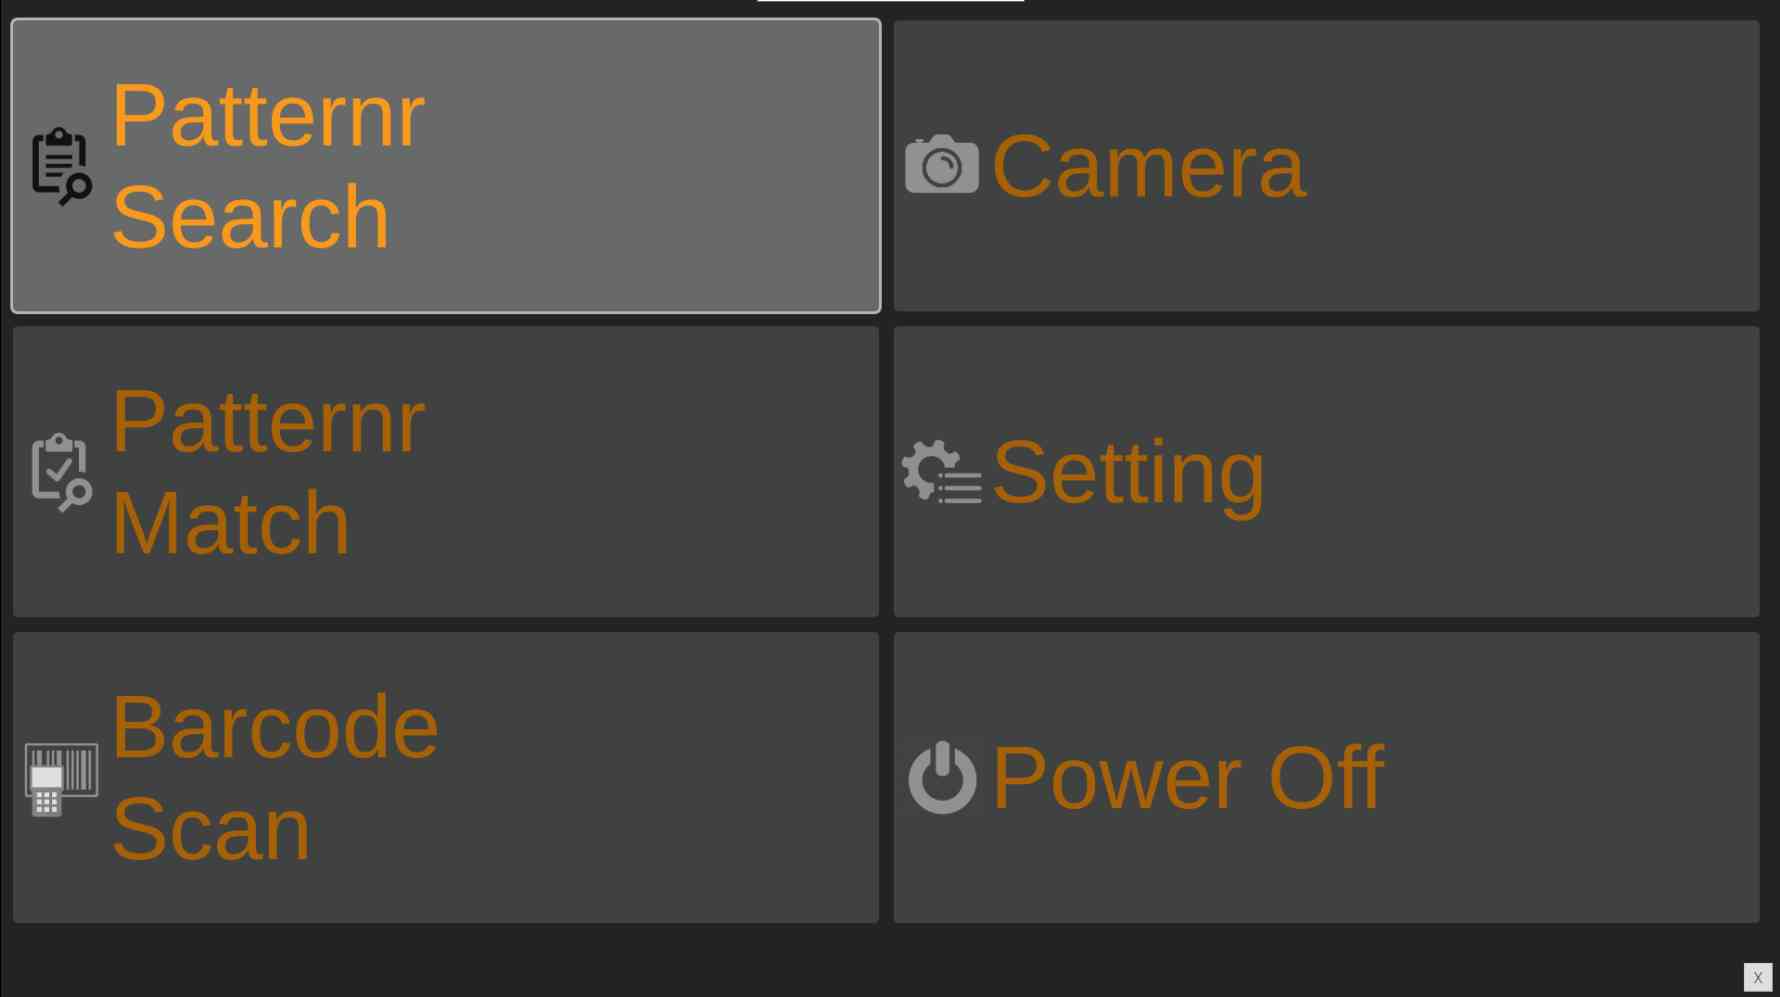 Patternr
Search
Camera
Patternr
Match
Setting
Barcode
Scan
Power Off
X